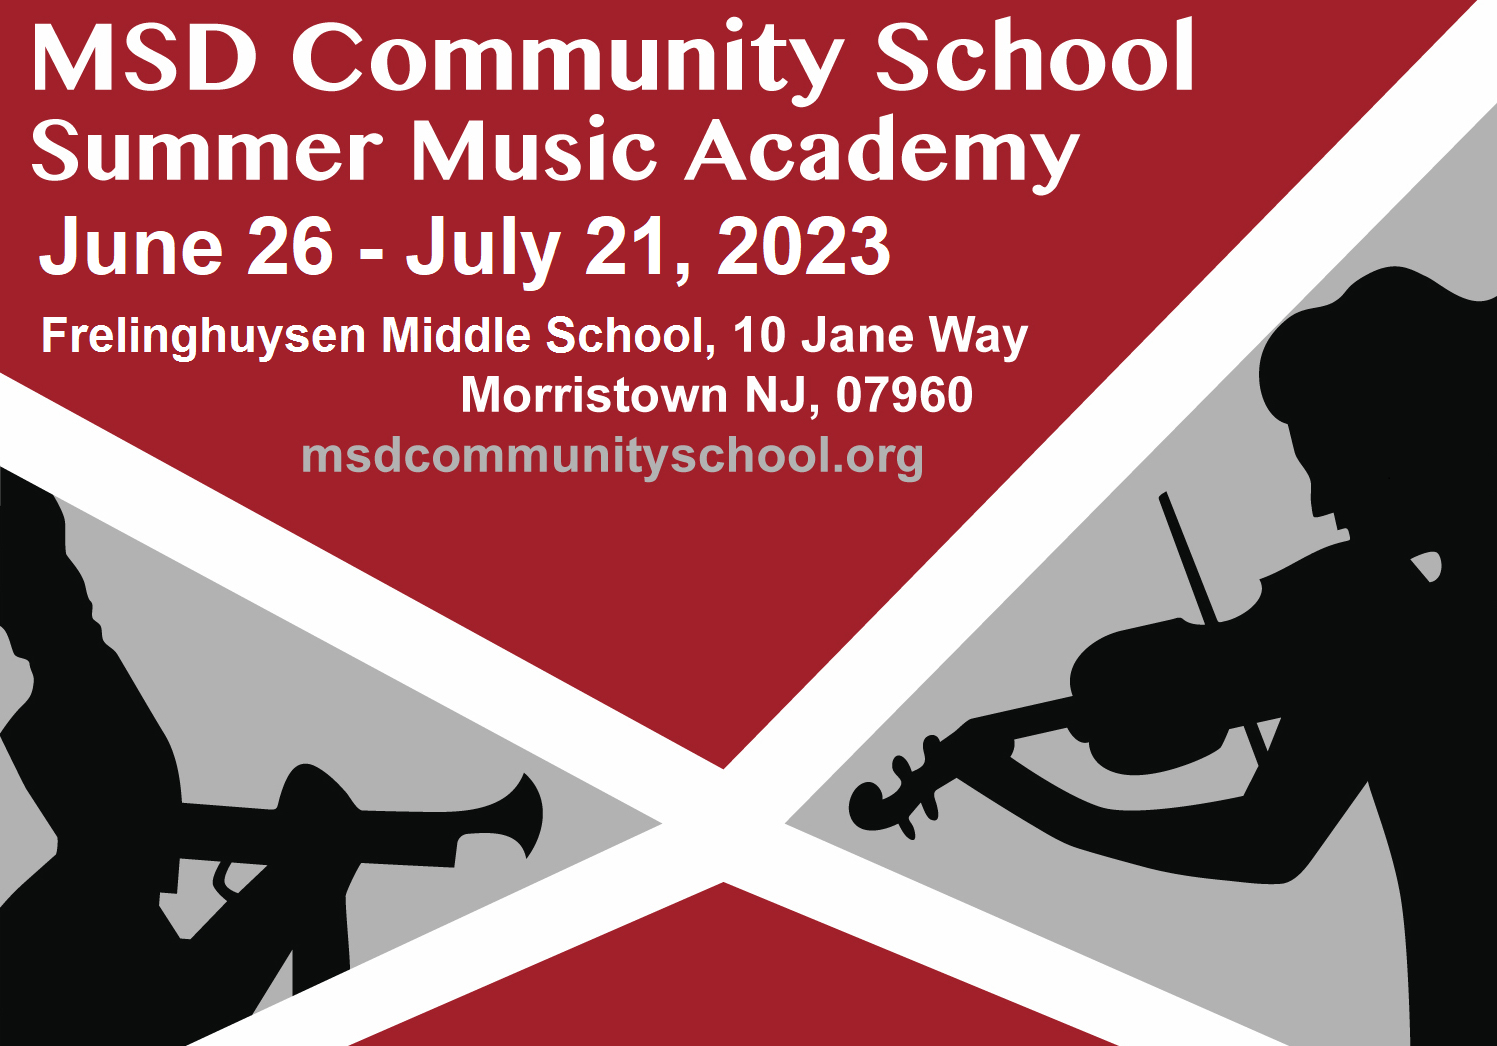 MSD Community School
Summer Music Academy
June 26 - July 21, 2023
Frelinghuysen Middle School, 10 Jane Way
Morristown NJ, 07960
msdcommunityschool.org